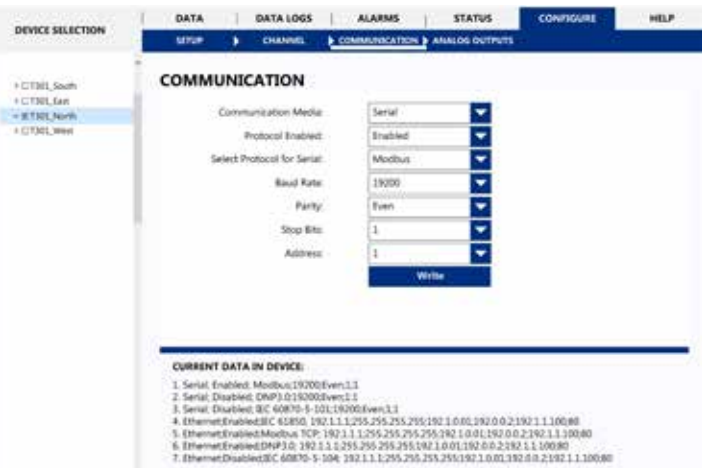 DATA DATA LOGS ALARMS STATUS CONFIGURE HELP
DEVICE SELECTION
SETUP CHANNEL COMMUNICATION ANALOG OUTPUTS
COMMUNICATION
T301_South
T301_East
T301_North
T301_West
Communication Media: Serial
Protocol Enabled: Enabled
Select Protocol for Serial: Modbus
Baud Rate: 19200
Parity: Even
Stop Bits: 1
Address: 1
Write
CURRENT DATA IN DEVICE:
1. Serial; Enabled; Modbus;19200;Even;1;1
2. Serial; Disabled; DNP3.0;19200;Even;1;1
3. Serial; Disabled; IEC 60870-5-101;19200;Even;1;1
4. Ethernet;Enabled;IEC 61850; 192.1.1.1;255.255.255.255;192.1.0.01;192.0.0.2;192.1.1.100;80
5. Ethernet;Enabled;Modbus TCP; 192.1.1.1;255.255.255.255;192.1.0.01;192.0.0.2;192.1.1.100;80
6. Ethernet;Enabled;DNP3.0; 192.1.1.1;255.255.255.255;192.1.0.01;192.0.0.2;192.1.1.100;80
7. Ethernet;Disabled;IEC 60870-5-104; 192.1.1.1;255.255.255.255;192.1.0.01;192.0.0.2;192.1.1.100;80